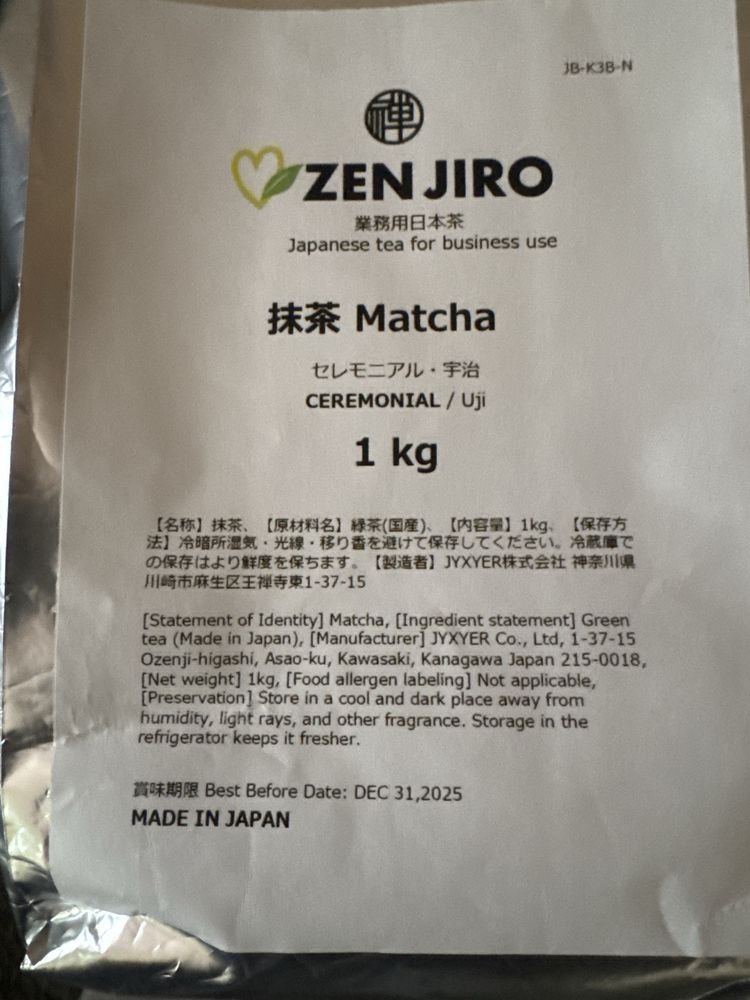 JB-K3B-N
禅
ZEN JIRO
業務用日本茶
Japanese tea for business use
抹茶 Matcha
セレモニアル・宇治
CEREMONIAL / Uji
1 kg
【名称】抹茶、【原材料名】緑茶(国産)、【内容量】1kg、【保存方
法】冷暗所湿気・光線・移り香を避けて保存してください。冷蔵庫で
の保存はより鮮度を保ちます。【製造者】JYXYER株式会社 神奈川県
川崎市麻生区王禅寺東1-37-15
[Statement of Identity] Matcha, [Ingredient statement] Green
tea (Made in Japan), [Manufacturer] JYXYER Co., Ltd, 1-37-15
Ozenji-higashi, Asao-ku, Kawasaki, Kanagawa Japan 215-0018,
[Net weight] 1kg, [Food allergen labeling] Not applicable,
[Preservation] Store in a cool and dark place away from
humidity, light rays, and other fragrance. Storage in the
refrigerator keeps it fresher.
賞味期限 Best Before Date: DEC 31,2025
MADE IN JAPAN